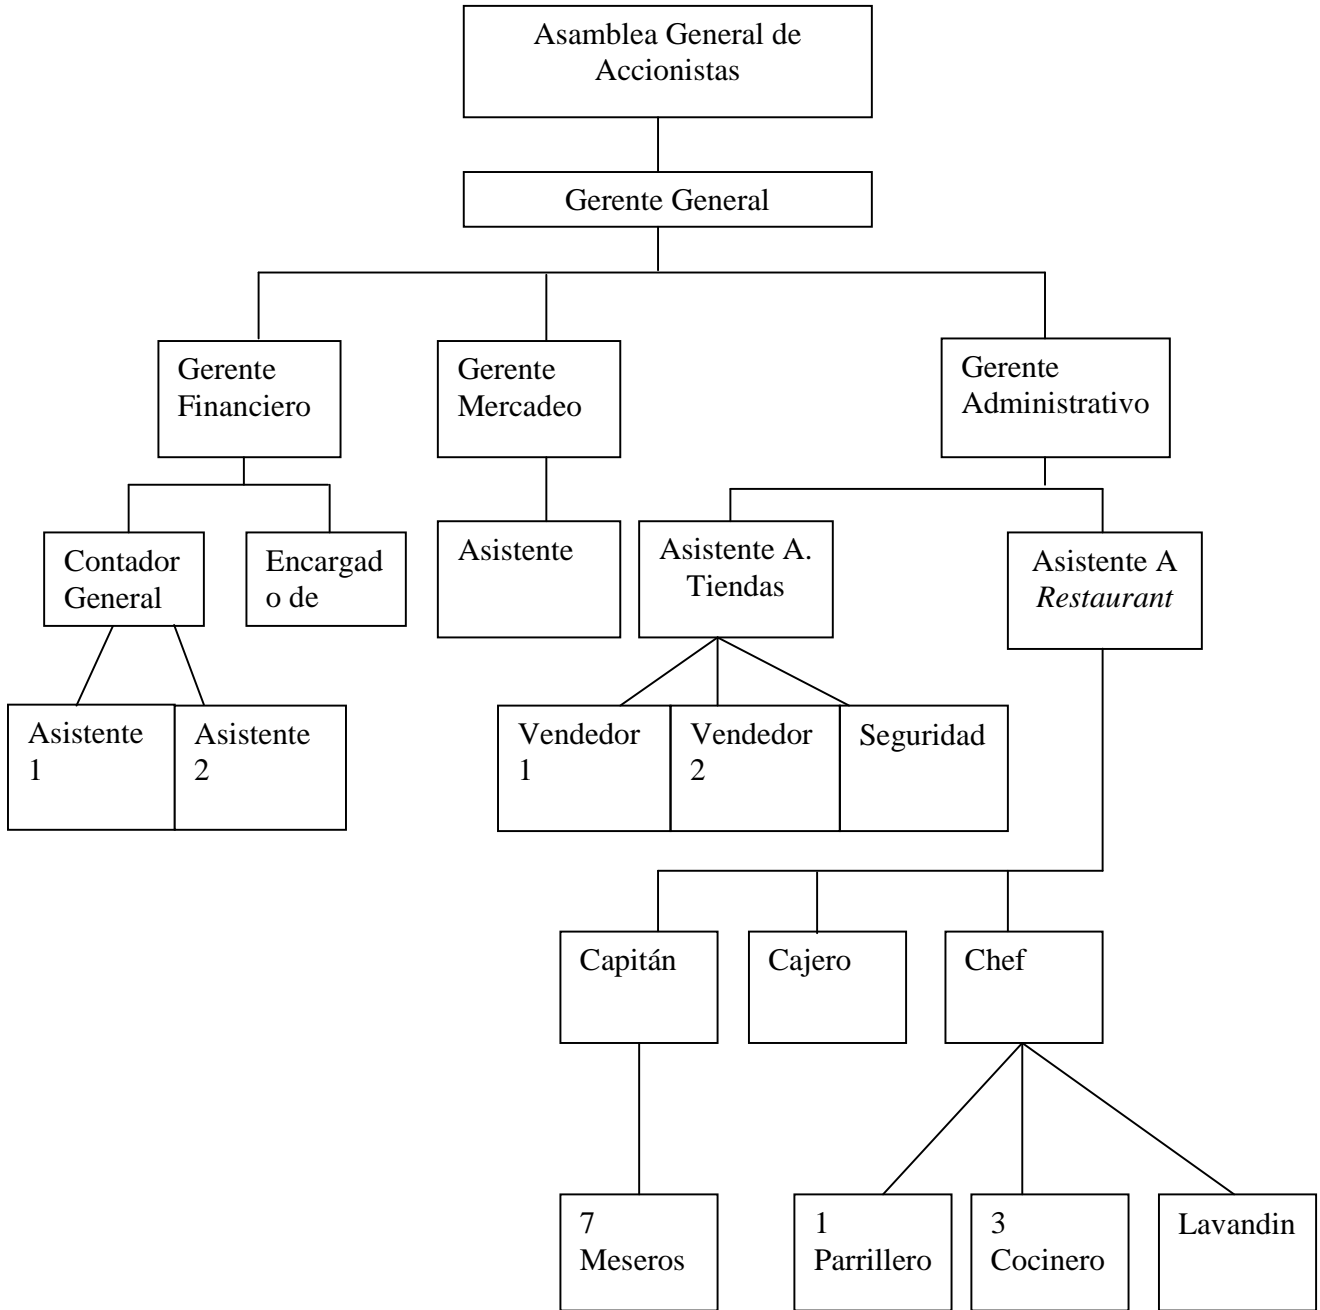 Asamblea General de
Accionistas
Gerente General
Gerente
Financiero
Gerente
Mercadeo
Gerente
Administrativo
Contador
General
Encargad
o de
Asistente
Asistente A.
Tiendas
Asistente A
Restaurant
Asistente
1
Asistente
2
Vendedor
1
Vendedor
2
Seguridad
Capitán
Cajero
Chef
7
Meseros
1
Parrillero
3
Cocinero
Lavandin